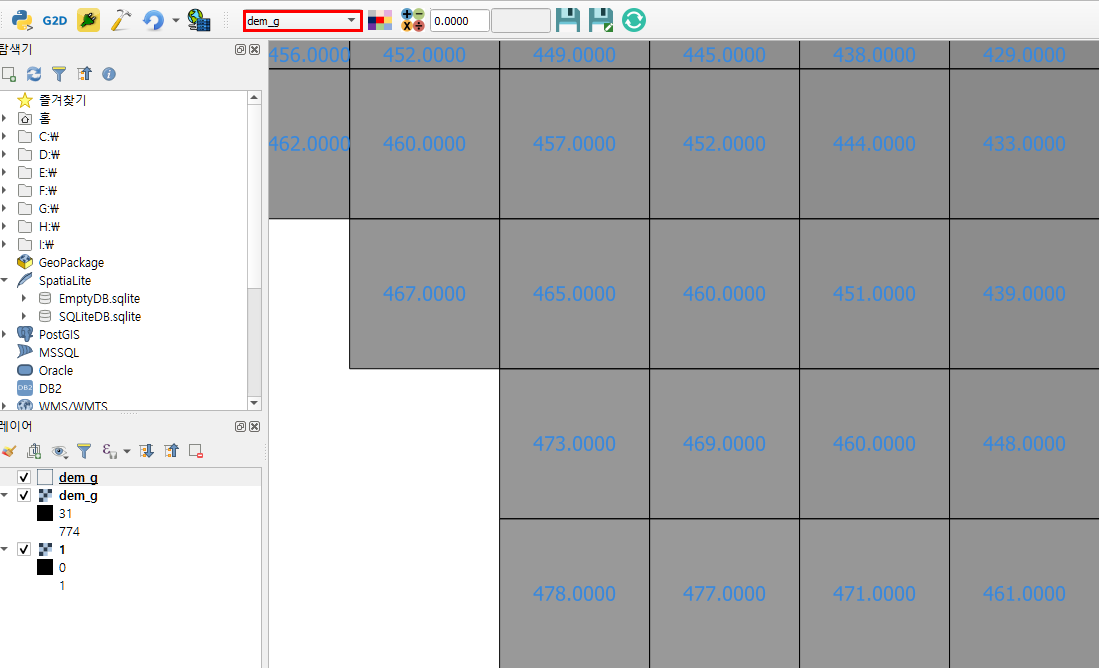 G2D dem_g 0.0000
탐색기
즐겨찾기
홈
C:₩
D:₩
E:₩
F:₩
G:₩
H:₩
I:₩
GeoPackage
SpatiaLite
EmptyDB.sqlite
SQLiteDB.sqlite
PostGIS
MSSQL
Oracle
DB2 DB2
WMS/WMTS
레이어
dem_g
dem_g
31
774
1
0
1
456.0000 452.0000 449.0000 445.0000 438.0000 429.0000
462.0000 460.0000 457.0000 452.0000 444.0000 433.0000
467.0000 465.0000 460.0000 451.0000 439.0000
473.0000 469.0000 460.0000 448.0000
478.0000 477.0000 471.0000 461.0000